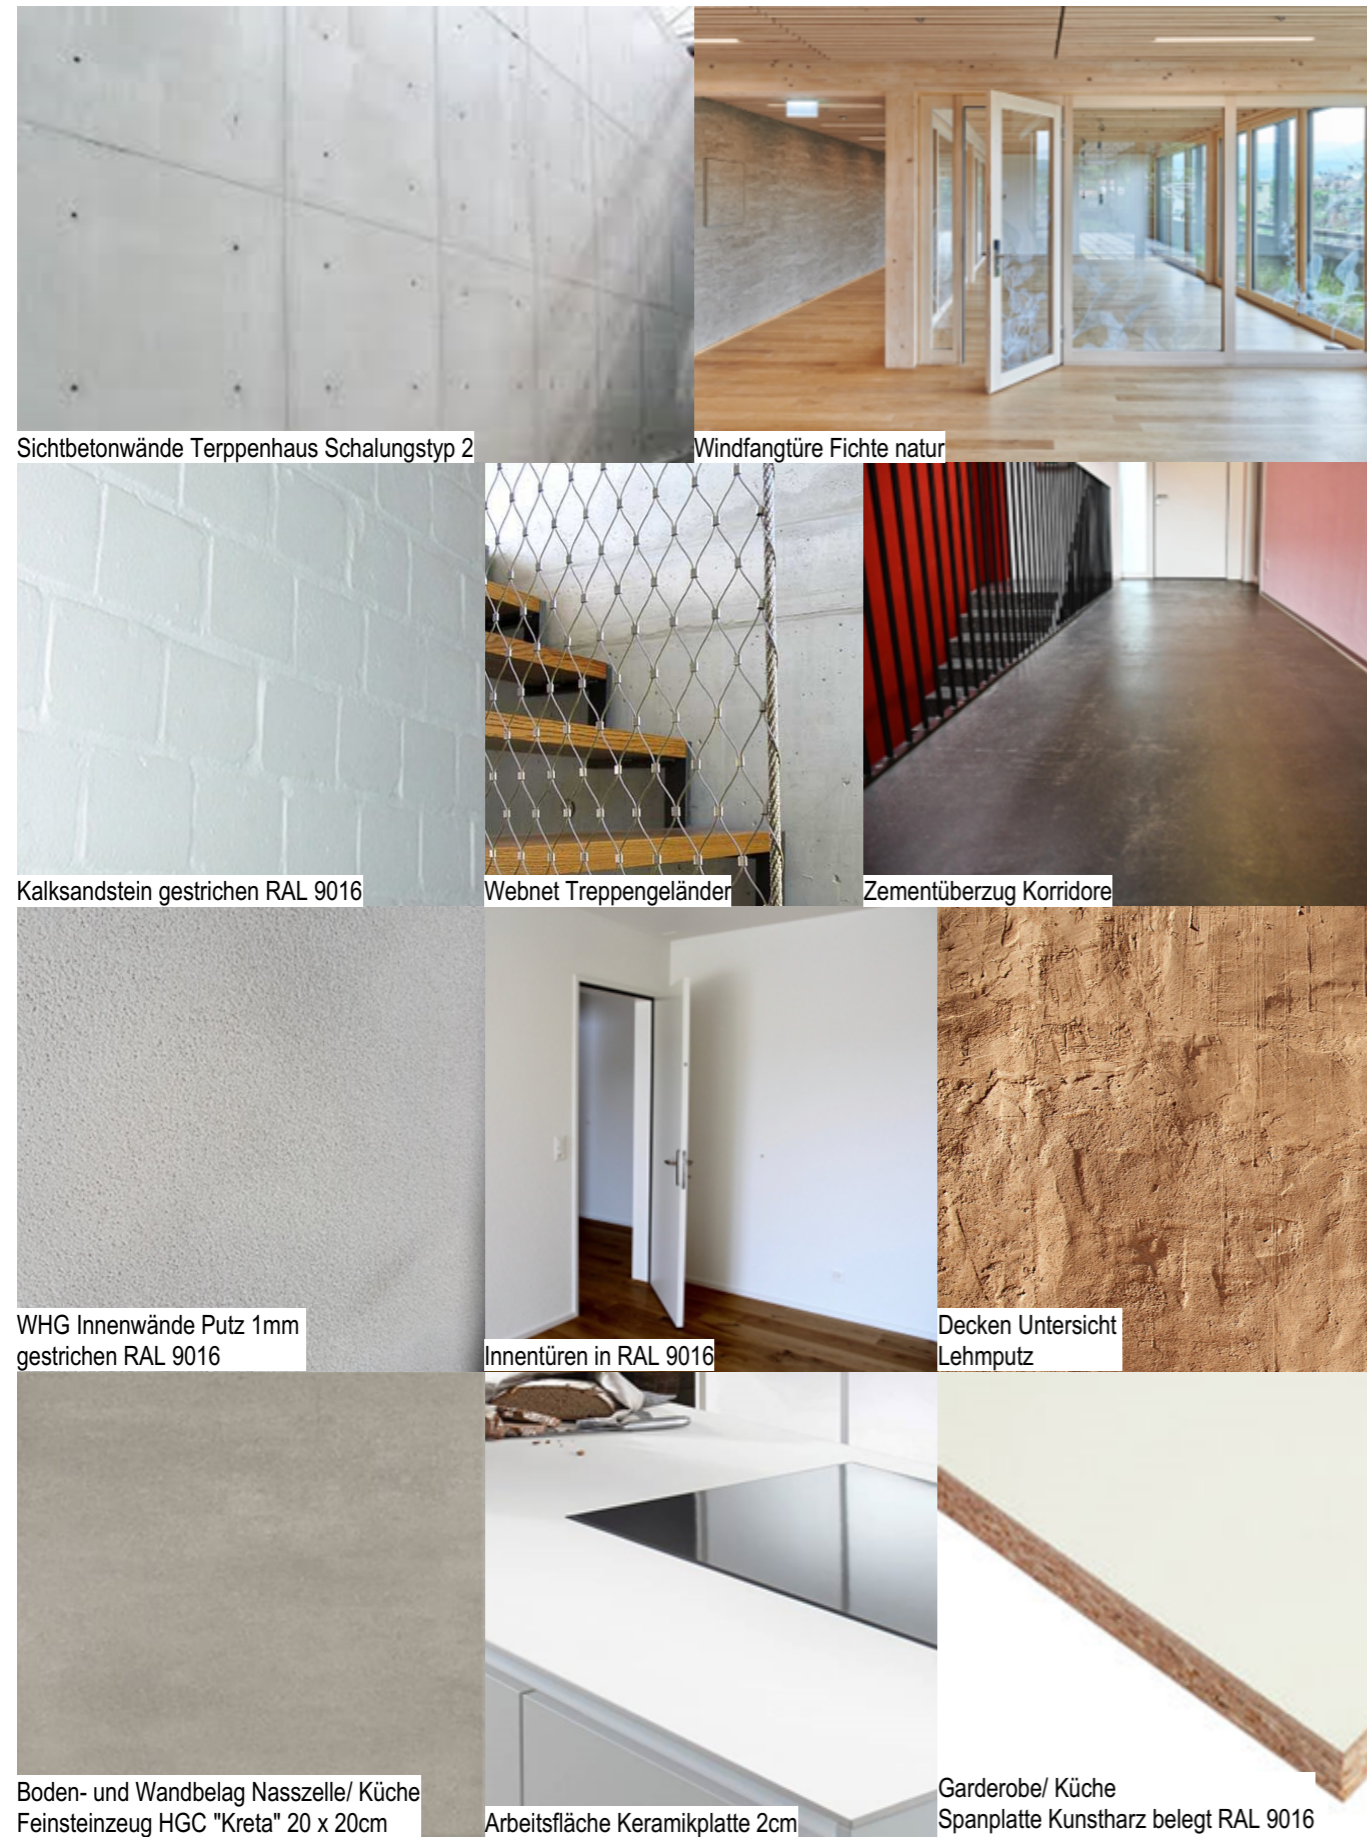 Sichtbetonwände Terppenhaus Schalungstyp 2
Windfangtüre Fichte natur
Kalksandstein gestrichen RAL 9016
Webnet Treppengeländer
Zementüberzug Korridore
WHG Innenwände Putz 1mm
gestrichen RAL 9016
Innentüren in RAL 9016
Decken Untersicht
Lehmputz
Boden- und Wandbelag Nasszelle/ Küche
Feinsteinzeug HGC "Kreta" 20 x 20cm
Arbeitsfläche Keramikplatte 2cm
Garderobe/ Küche
Spanplatte Kunstharz belegt RAL 9016